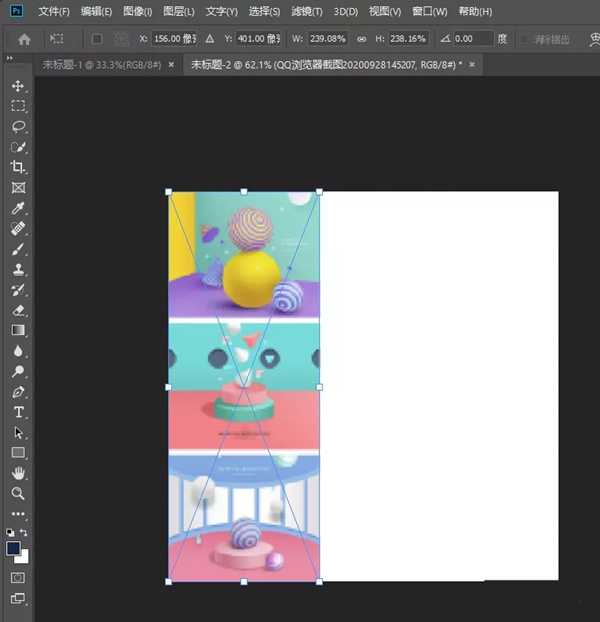 Ps 文件(F) 编辑(E) 图像(I) 图层(L) 文字(Y) 选择(S) 滤镜(T) 3D(D) 视图(V) 窗口(W) 帮助(H)
X: 156.00 像 Y: 401.00 像 W: 239.08% H: 238.16% 0.00 度 消除锯齿
未标题-1 @ 33.3%(RGB/8#) × 未标题-2 @ 62.1% (QQ浏览器截图20200928145207, RGB/8#) * ×
T